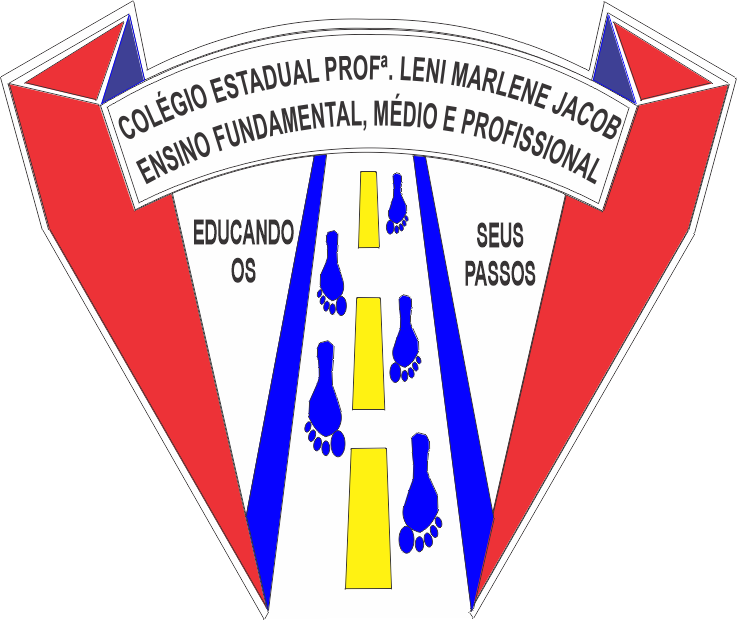 COLÉGIO ESTADUAL PROFª. LENI MARLENE JACOB
ENSINO FUNDAMENTAL, MÉDIO E PROFISSIONAL
EDUCANDO
OS
SEUS
PASSOS